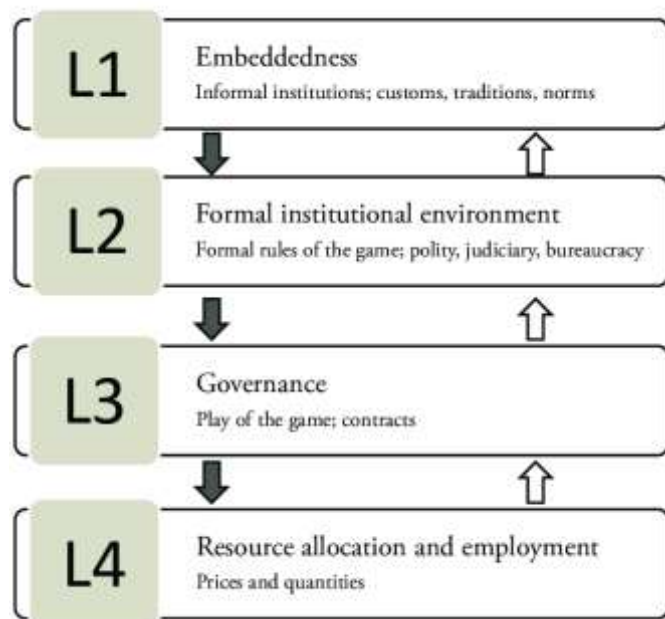 L1
Embeddedness
Informal institutions; customs, traditions, norms
L2
Formal institutional environment
Formal rules of the game; polity, judiciary, bureaucracy
L3
Governance
Play of the game; contracts
L4
Resource allocation and employment
Prices and quantities